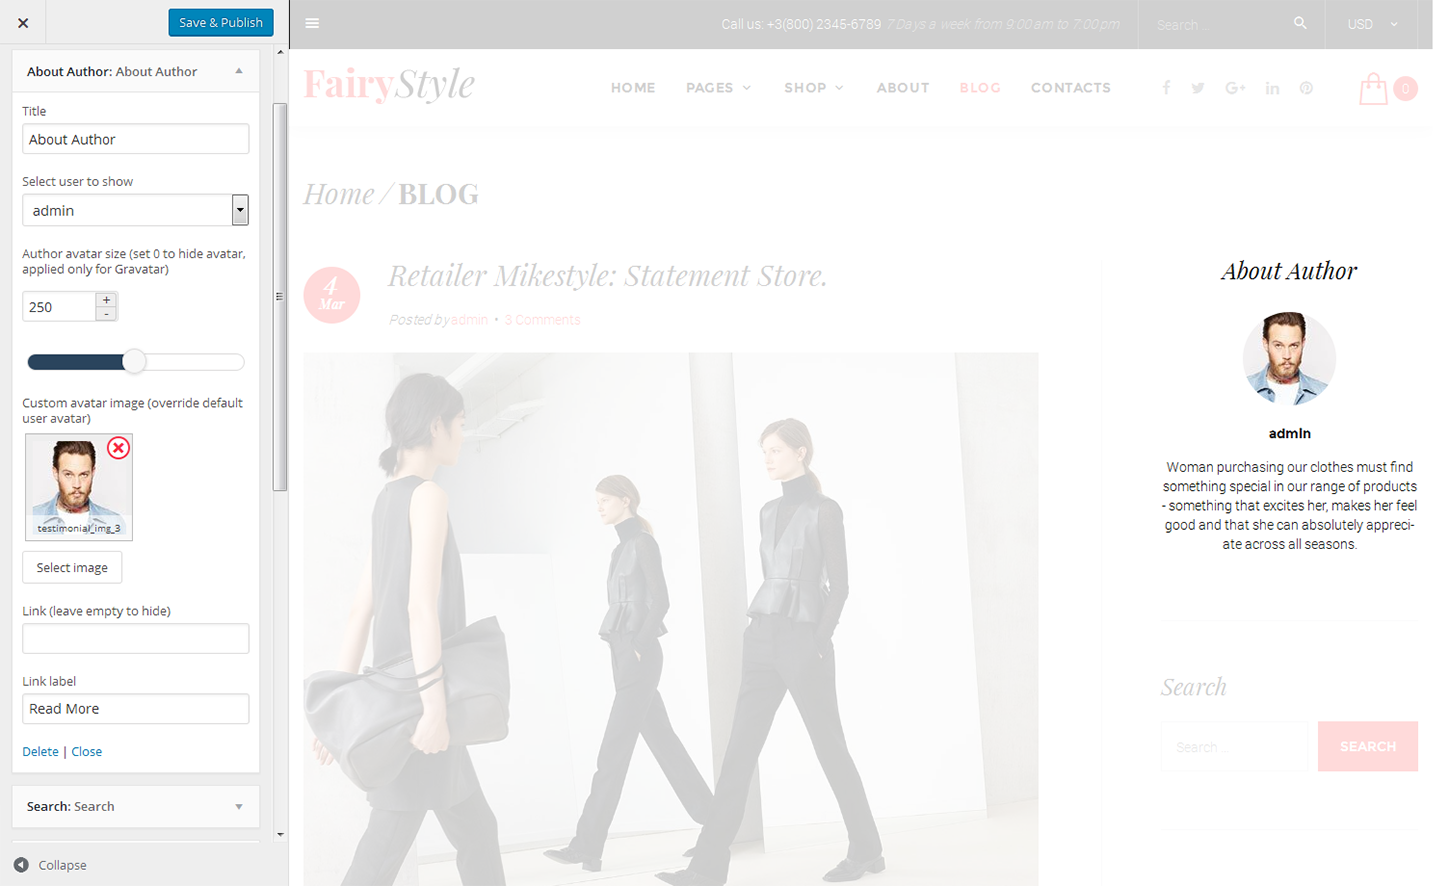 Save & Publish
About Author: About Author
Title
About Author
Select user to show
admin
Author avatar size (set 0 to hide avatar,
applied only for Gravatar)
250
+
-
Custom avatar image (override default
user avatar)
testimonial_img_3
Select image
Link (leave empty to hide)
Link label
Read More
Delete | Close
Search: Search
Collapse
Call us: +3(800) 2345-6789 7 Days a week from 9:00 am to 7:00 pm
Search...
USD
FairyStyle
HOME
PAGES
SHOP
ABOUT
BLOG
CONTACTS
0
Home / BLOG
4
Mar
Retailer Mikestyle: Statement Store.
Posted by admin • 3 Comments
About Author
admin
Woman purchasing our clothes must find
something special in our range of products
- something that excites her, makes her feel
good and that she can absolutely appreci-
ate across all seasons.
Search
Search …
SEARCH